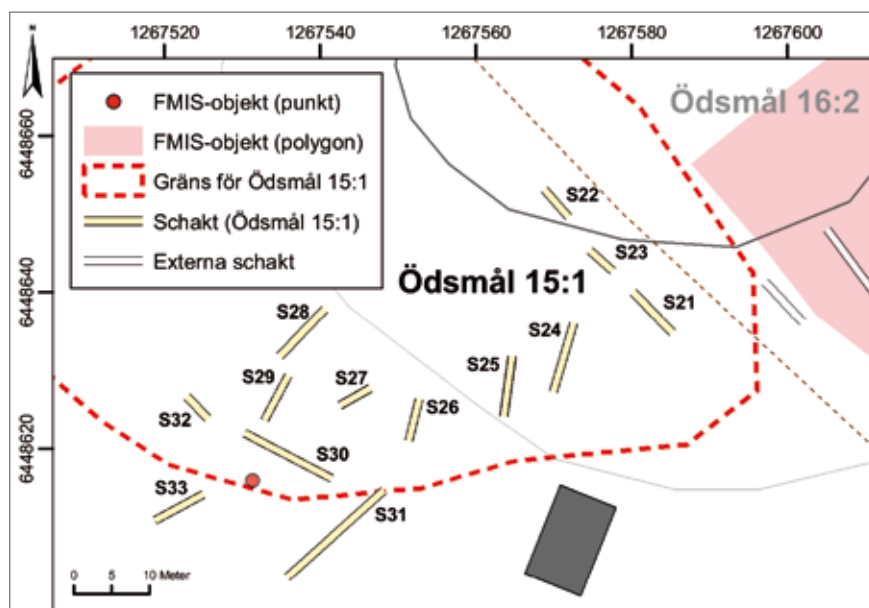 1267520 1267540 1267560 1267580 1267600
N
FMIS-objekt (punkt)
FMIS-objekt (polygon)
Gräns för Ödsmål 15:1
Schakt (Ödsmål 15:1)
Externa schakt
Ödsmål 16:2
6448660
6448640
6448620
S22
S23
Ödsmål 15:1
S21
S28
S24
S25
S29
S27
S26
S32
S30
S33
S31
0 5 10 Meter